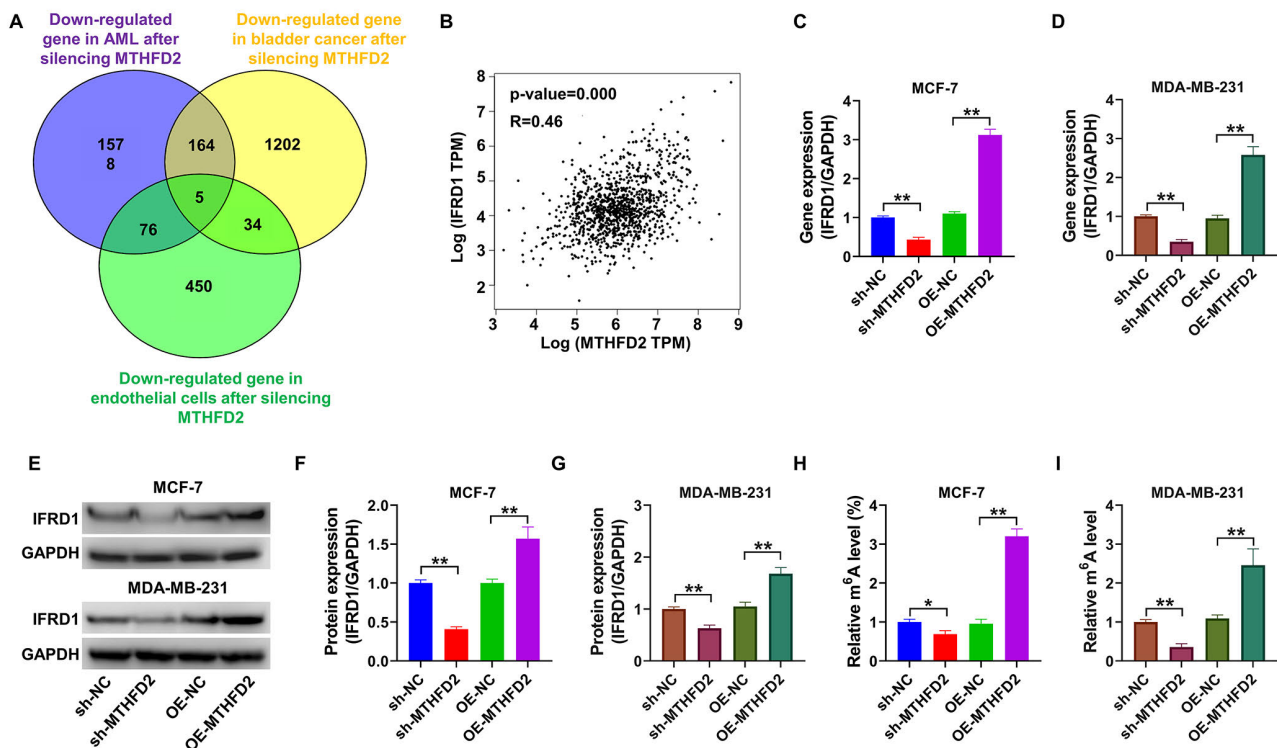 A
Down-regulated
gene in AML after
silencing MTHFD2
Down-regulated gene
in bladder cancer after
silencing MTHFD2
157
8
164
1202
5
76
34
450
Down-regulated gene in
endothelial cells after silencing
MTHFD2
B
p-value=0.000
R=0.46
Log (IFRD1 TPM)
8
7
6
5
4
3
2
3 4 5 6 7 8 9
Log (MTHFD2 TPM)
C
MCF-7
Gene expression
(IFRD1/GAPDH)
4
3
2
1
0
**
**
sh-NC
sh-MTHFD2
OE-NC
OE-MTHFD2
D
MDA-MB-231
Gene expression
(IFRD1/GAPDH)
4
3
2
1
0
**
**
sh-NC
sh-MTHFD2
OE-NC
OE-MTHFD2
E
MCF-7
IFRD1
GAPDH
MDA-MB-231
IFRD1
GAPDH
sh-NC
sh-MTHFD2
OE-NC
OE-MTHFD2
F
MCF-7
Protein expression
(IFRD1/GAPDH)
2.0
1.5
1.0
0.5
0.0
**
**
sh-NC
sh-MTHFD2
OE-NC
OE-MTHFD2
G
MDA-MB-231
Protein expression
(IFRD1/GAPDH)
3
2
1
0
**
**
sh-NC
sh-MTHFD2
OE-NC
OE-MTHFD2
H
MCF-7
Relative m⁶A level (%)
4
3
2
1
0
*
**
sh-NC
sh-MTHFD2
OE-NC
OE-MTHFD2
I
MDA-MB-231
Relative m⁶A level
4
3
2
1
0
**
**
sh-NC
sh-MTHFD2
OE-NC
OE-MTHFD2